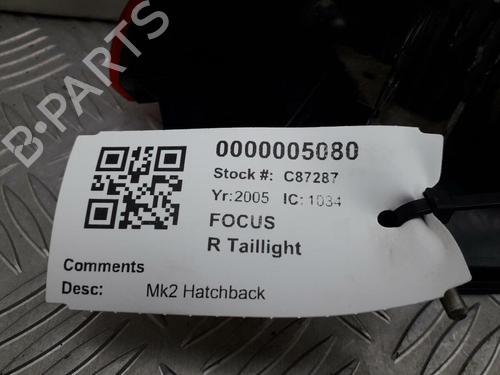 B-PARTS
0000005080
Stock #: C87287
Yr:2005 IC: 1034
FOCUS
R Taillight
Comments
Desc: Mk2 Hatchback